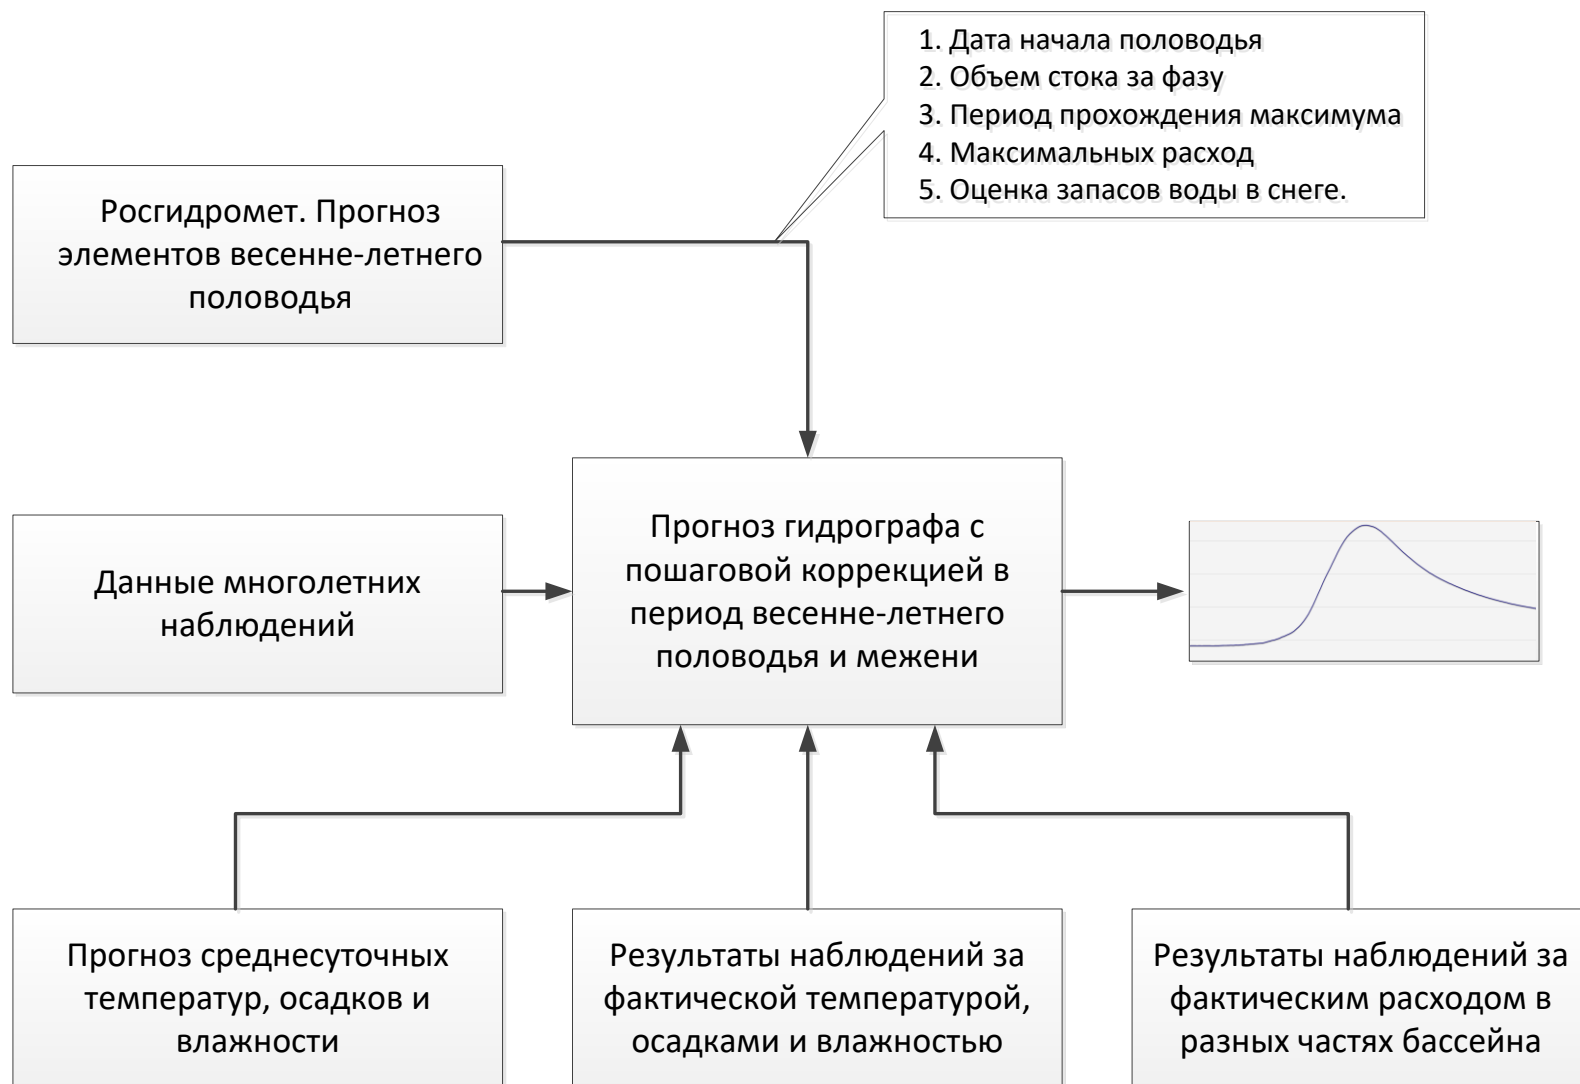 1. Дата начала половодья
2. Объем стока за фазу
3. Период прохождения максимума
4. Максимальных расход
5. Оценка запасов воды в снеге.
Росгидромет. Прогноз
элементов весенне-летнего
половодья
Данные многолетних
наблюдений
Прогноз гидрографа с
пошаговой коррекцией в
период весенне-летнего
половодья и межени
Прогноз среднесуточных
температур, осадков и
влажности
Результаты наблюдений за
фактической температурой,
осадками и влажностью
Результаты наблюдений за
фактическим расходом в
разных частях бассейна